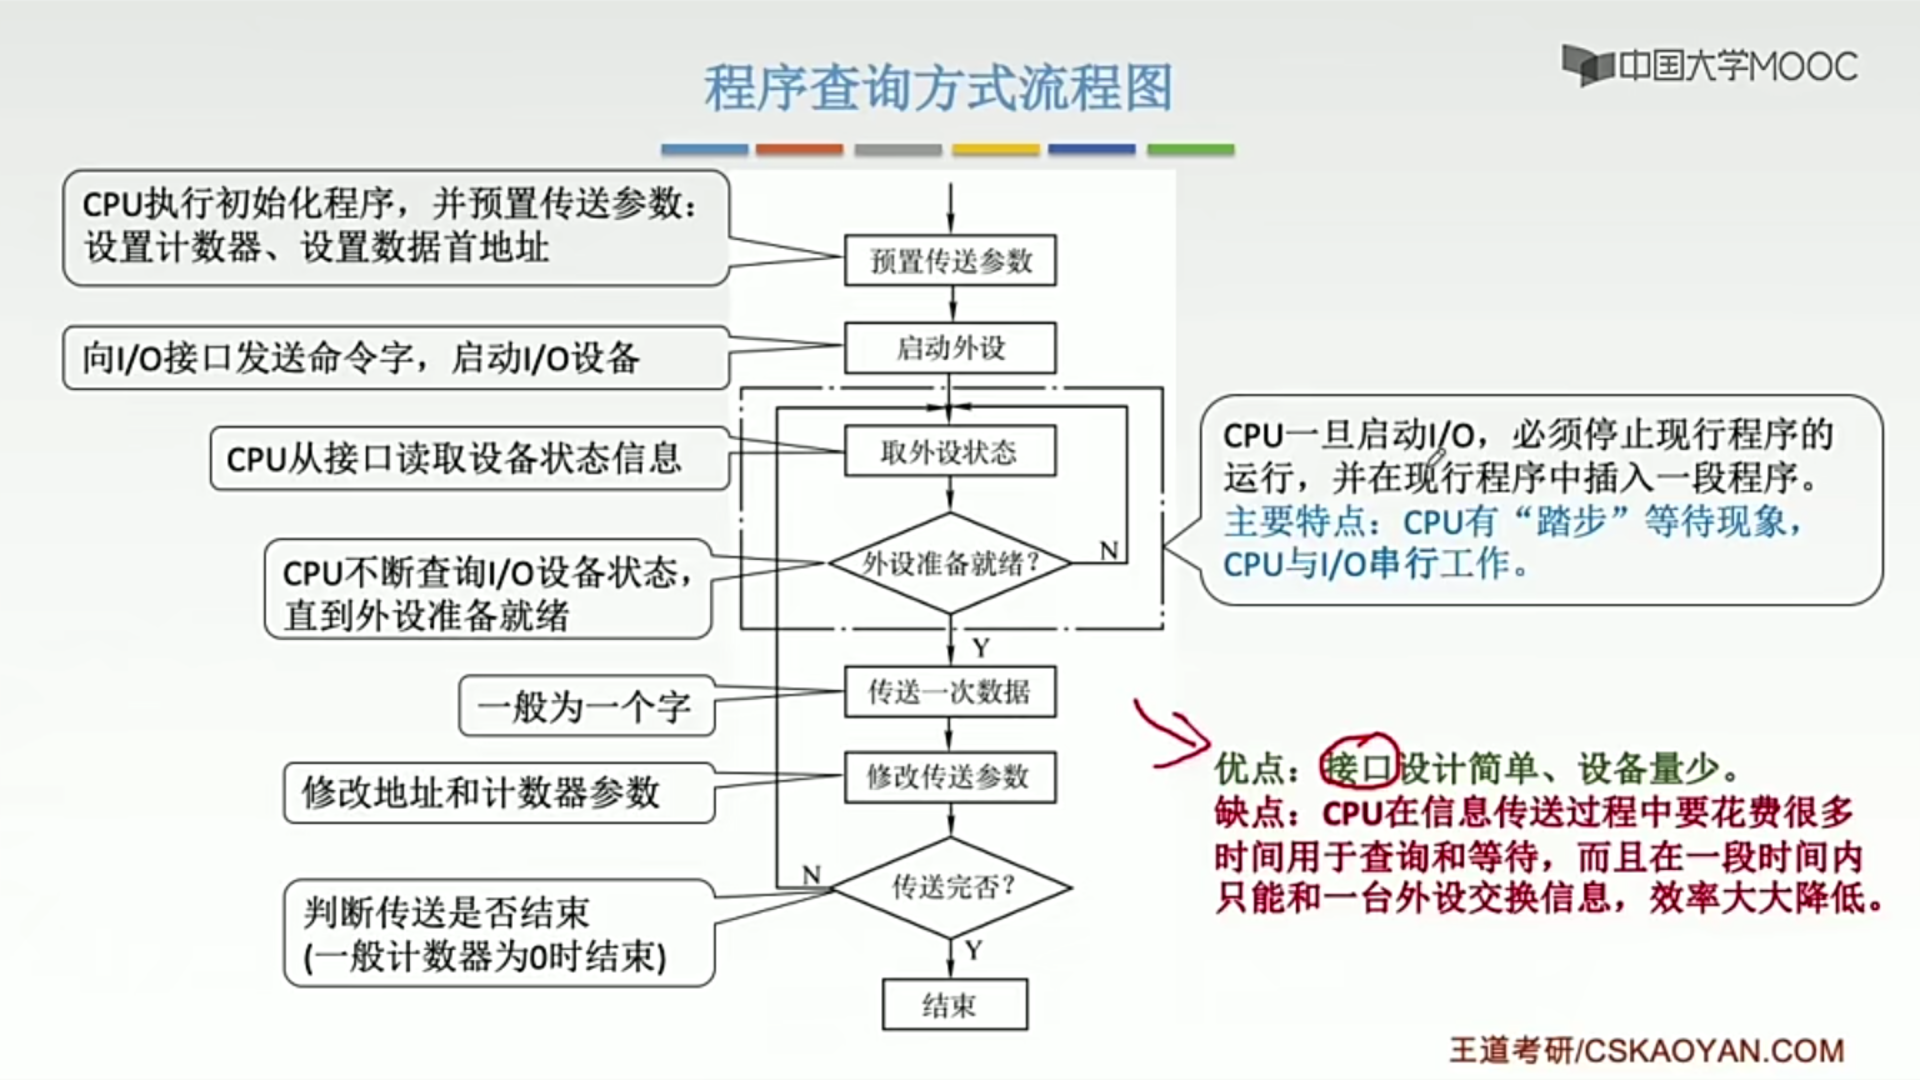 程序查询方式流程图
中国大学MOOC
CPU执行初始化程序，并预置传送参数：
设置计数器、设置数据首地址
预置传送参数
向I/O接口发送命令字，启动I/O设备
启动外设
CPU从接口读取设备状态信息
取外设状态
CPU不断查询I/O设备状态，
直到外设准备就绪
外设准备就绪？
N
Y
CPU一旦启动I/O，必须停止现行程序的
运行，并在现行程序中插入一段程序。
主要特点：CPU有“踏步”等待现象，
CPU与I/O串行工作。
一般为一个字
传送一次数据
修改地址和计数器参数
修改传送参数
判断传送是否结束
(一般计数器为0时结束)
传送完否？
N
Y
结束
优点：接口设计简单、设备量少。
缺点：CPU在信息传送过程中要花费很多
时间用于查询和等待，而且在一段时间内
只能和一台外设交换信息，效率大大降低。
王道考研/CSKAOYAN.COM